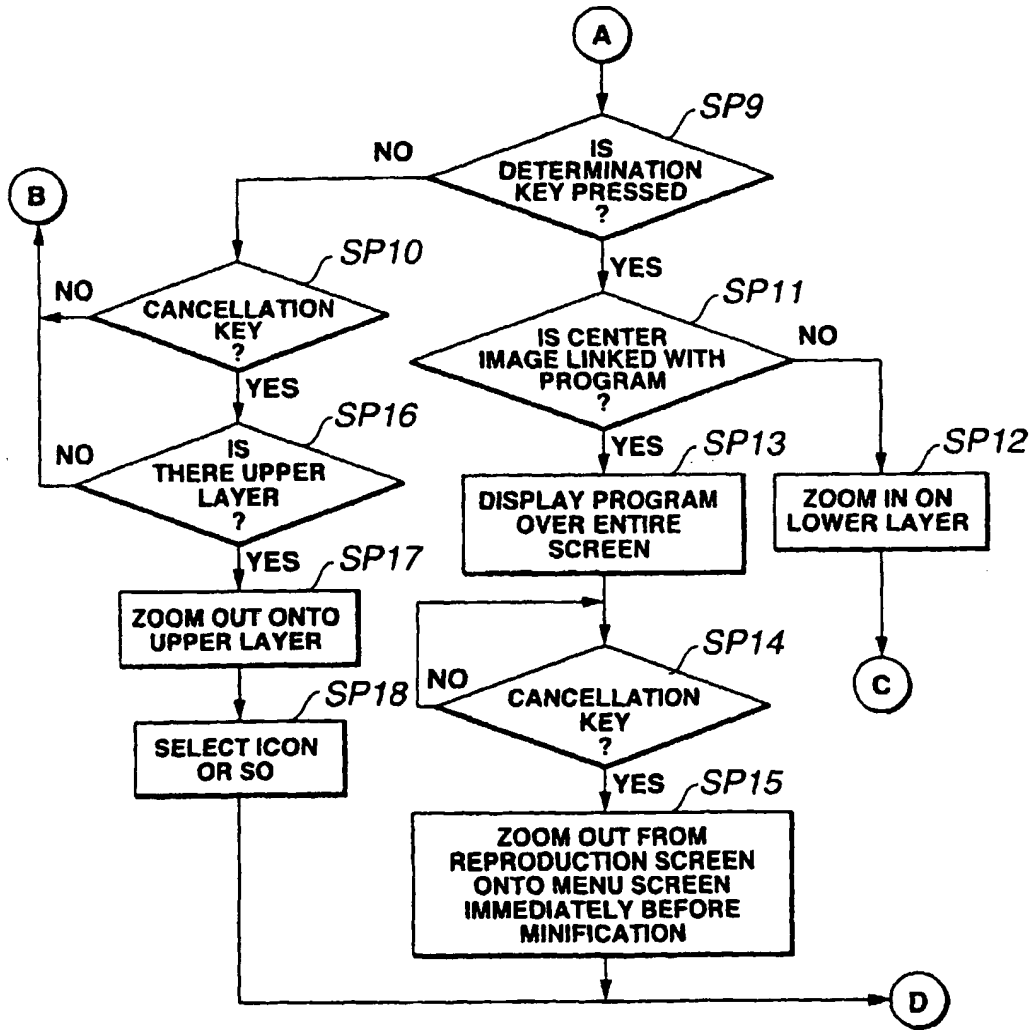 A
SP9
NO
IS
DETERMINATION
KEY PRESSED
?
B
SP10
YES
SP11
NO
CANCELLATION
KEY
?
IS CENTER
IMAGE LINKED WITH
PROGRAM
?
NO
YES
SP16
YES
SP13
SP12
NO
IS
THERE UPPER
LAYER
?
DISPLAY PROGRAM
OVER ENTIRE
SCREEN
ZOOM IN ON
LOWER LAYER
YES
SP17
ZOOM OUT ONTO
UPPER LAYER
SP14
NO
CANCELLATION
KEY
?
C
SP18
SELECT ICON
OR SO
YES
SP15
ZOOM OUT FROM
REPRODUCTION SCREEN
ONTO MENU SCREEN
IMMEDIATELY BEFORE
MINIFICATION
D